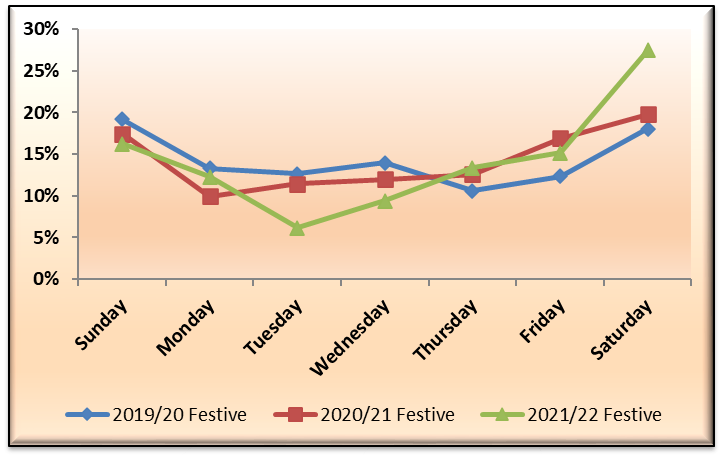 30%
25%
20%
15%
10%
5%
0%
Sunday
Monday
Tuesday
Wednesday
Thursday
Friday
Saturday
2019/20 Festive
2020/21 Festive
2021/22 Festive